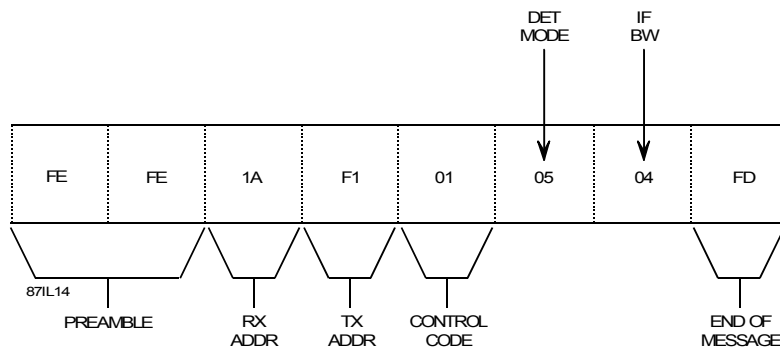 DET
MODE
IF
BW
FE FE 1A F1 01 05 04 FD
87IL14
PREAMBLE
RX
ADDR
TX
ADDR
CONTROL
CODE
END OF
MESSAGE